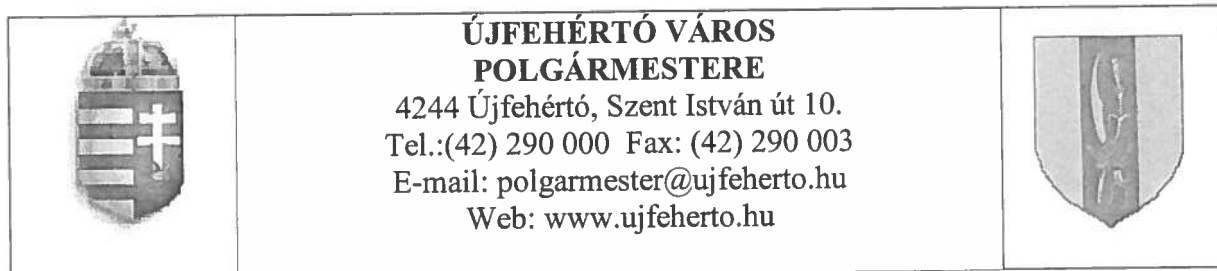 ÚJFEHÉRTÓ VÁROS
POLGÁRMESTERE
4244 Újfehértó, Szent István út 10.
Tel.:(42) 290 000 Fax: (42) 290 003
E-mail: polgarmester@ujfeherto.hu
Web: www.ujfeherto.hu